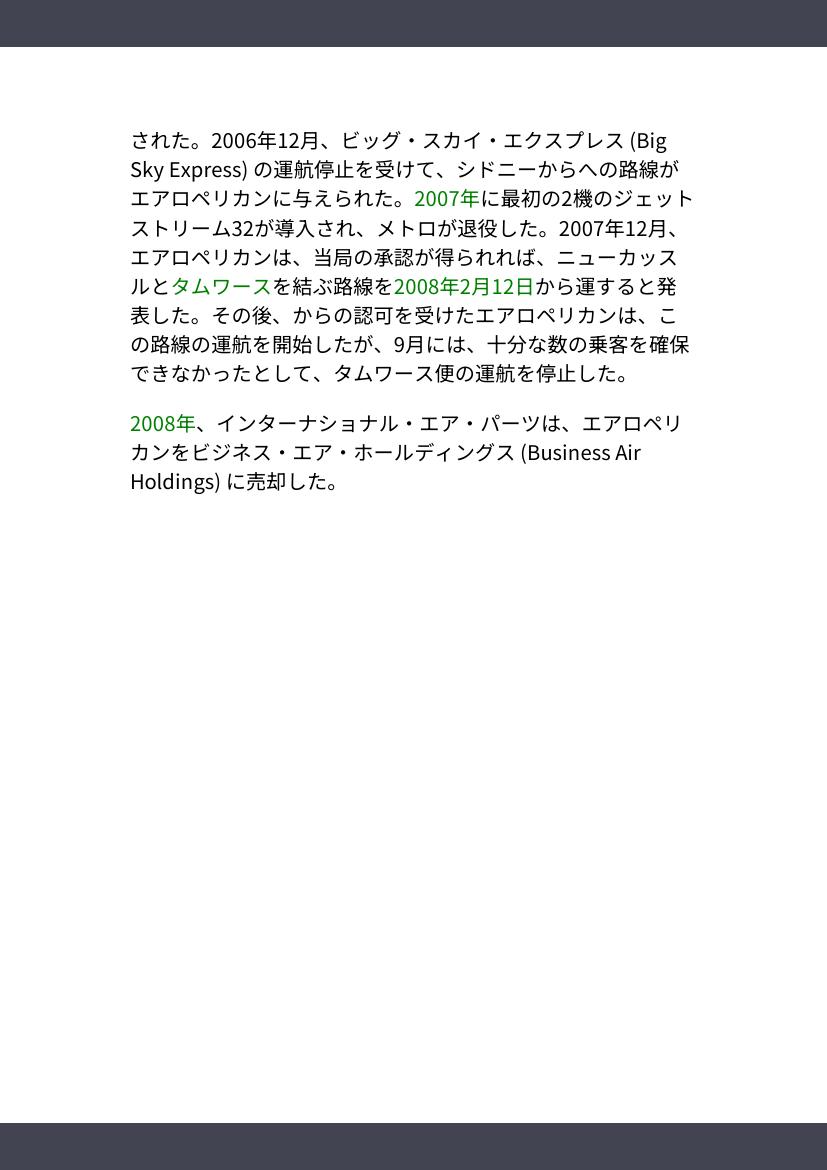 された。2006年12月、ビッグ・スカイ・エクスプレス (Big
Sky Express) の運航停止を受けて、シドニーからへの路線が
エアロペリカンに与えられた。2007年に最初の2機のジェット
ストリーム32が導入され、メトロが退役した。2007年12月、
エアロペリカンは、当局の承認が得られれば、ニューカッス
ルとタムワースを結ぶ路線を2008年2月12日から運すると発
表した。その後、からの認可を受けたエアロペリカンは、こ
の路線の運航を開始したが、9月には、十分な数の乗客を確保
できなかったとして、タムワース便の運航を停止した。
2008年、インターナショナル・エア・パーツは、エアロペリ
カンをビジネス・エア・ホールディングス (Business Air
Holdings) に売却した。